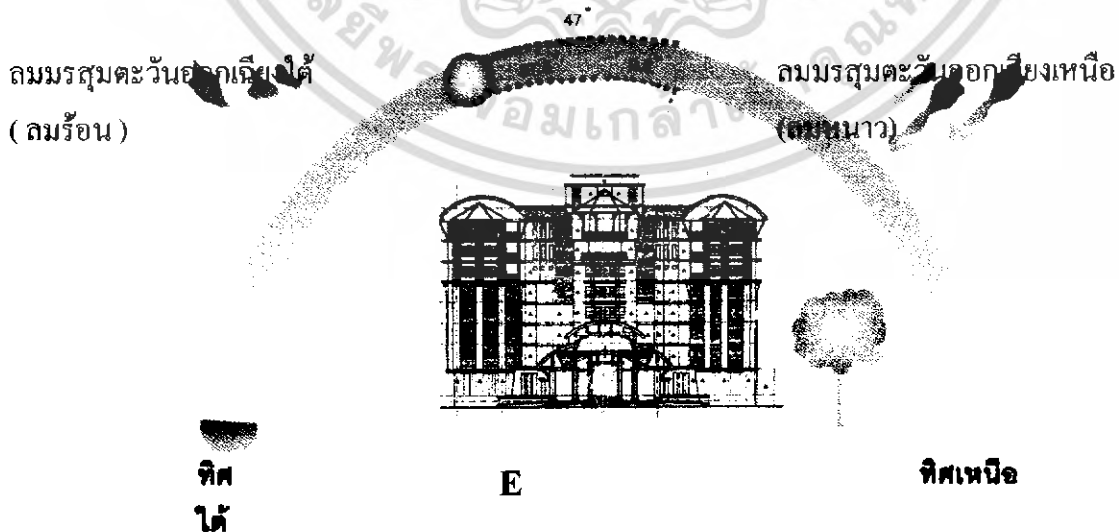 47
ลมมรสุมตะวันออกเฉียงใต้
( ลมร้อน )
ลมมรสุมตะวันออกเฉียงเหนือ
(ลมหนาว)
ทิศ
ใต้
E
ทิศเหนือ